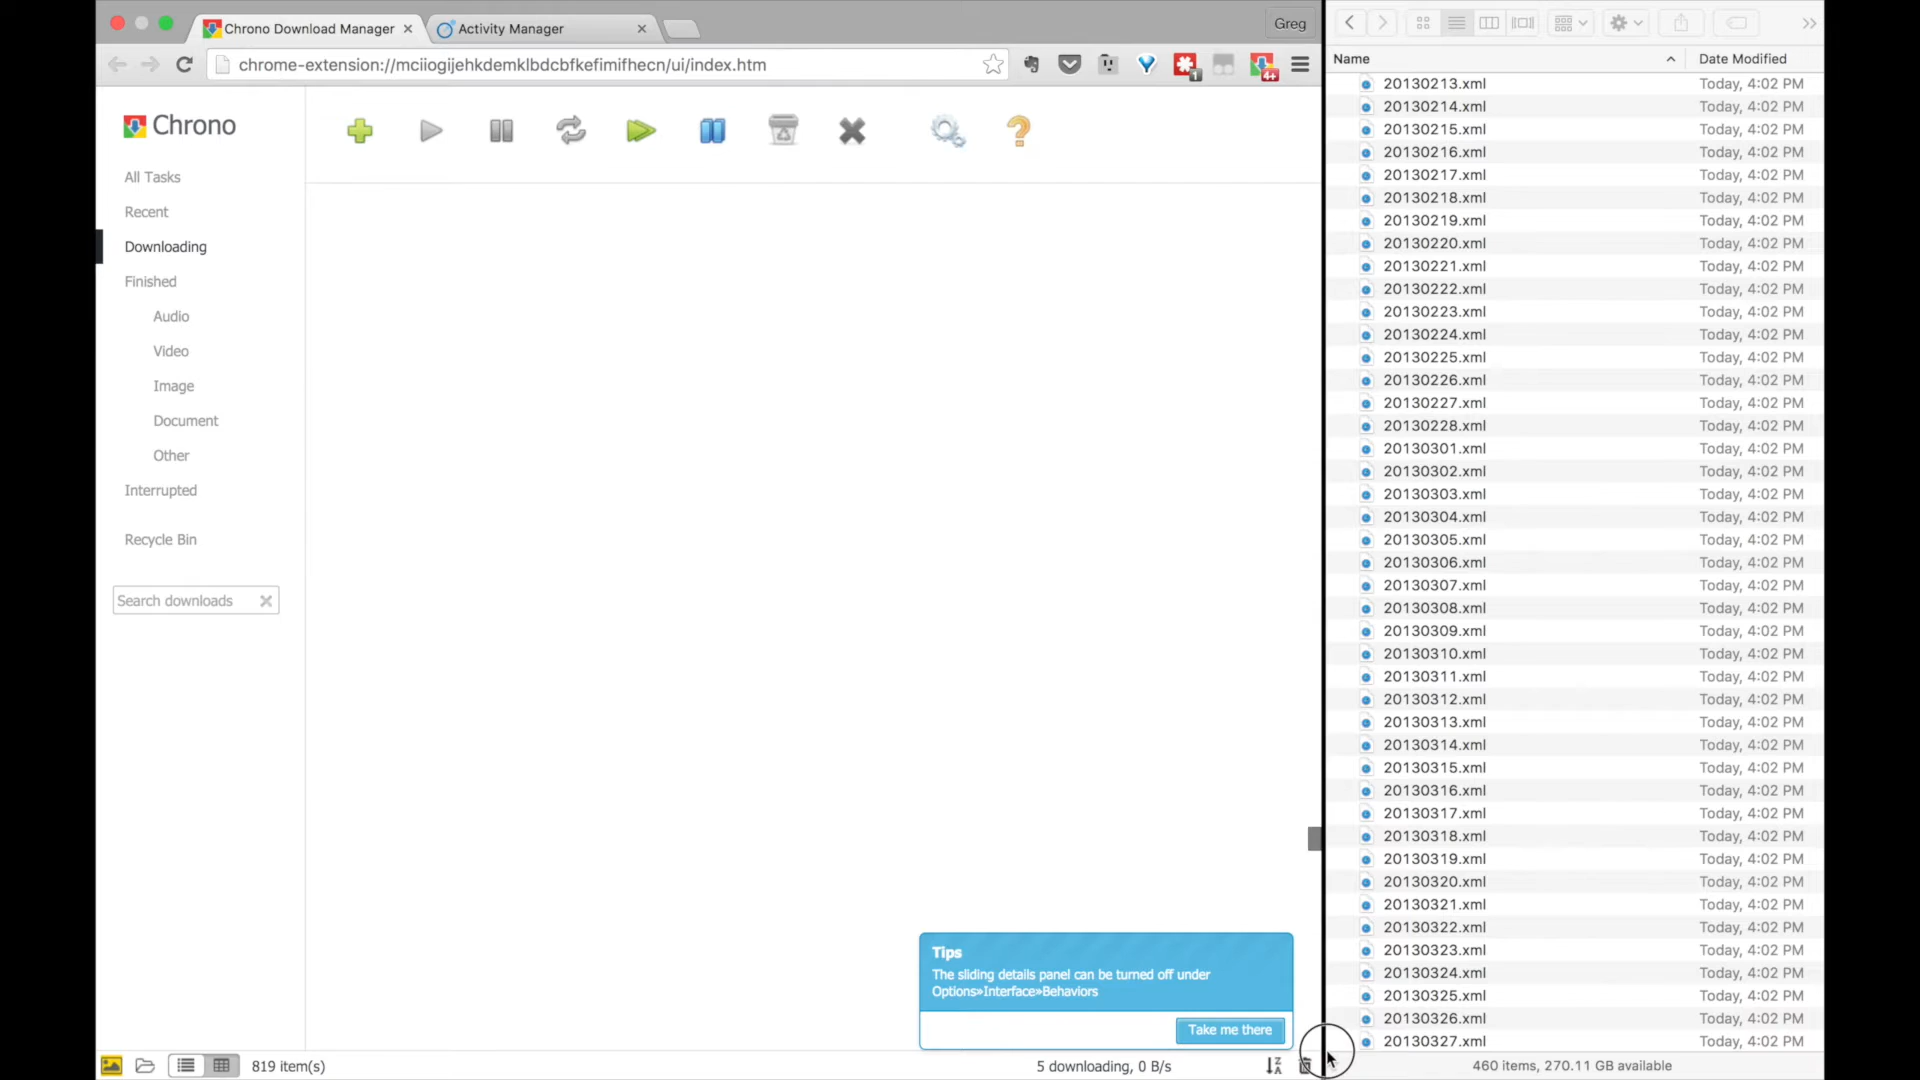 Chrono Download Manager
Activity Manager
Greg
chrome-extension://mciiogijehkdemklbdcbfkefimifhecn/ui/index.htm
1
4+
Chrono
All Tasks
Recent
Downloading
Finished
Audio
Video
Image
Document
Other
Interrupted
Recycle Bin
Search downloads
Tips
The sliding details panel can be turned off under
Options»Interface»Behaviors
Take me there
819 item(s)
5 downloading, 0 B/s
Name Date Modified
20130213.xml Today, 4:02 PM
20130214.xml Today, 4:02 PM
20130215.xml Today, 4:02 PM
20130216.xml Today, 4:02 PM
20130217.xml Today, 4:02 PM
20130218.xml Today, 4:02 PM
20130219.xml Today, 4:02 PM
20130220.xml Today, 4:02 PM
20130221.xml Today, 4:02 PM
20130222.xml Today, 4:02 PM
20130223.xml Today, 4:02 PM
20130224.xml Today, 4:02 PM
20130225.xml Today, 4:02 PM
20130226.xml Today, 4:02 PM
20130227.xml Today, 4:02 PM
20130228.xml Today, 4:02 PM
20130301.xml Today, 4:02 PM
20130302.xml Today, 4:02 PM
20130303.xml Today, 4:02 PM
20130304.xml Today, 4:02 PM
20130305.xml Today, 4:02 PM
20130306.xml Today, 4:02 PM
20130307.xml Today, 4:02 PM
20130308.xml Today, 4:02 PM
20130309.xml Today, 4:02 PM
20130310.xml Today, 4:02 PM
20130311.xml Today, 4:02 PM
20130312.xml Today, 4:02 PM
20130313.xml Today, 4:02 PM
20130314.xml Today, 4:02 PM
20130315.xml Today, 4:02 PM
20130316.xml Today, 4:02 PM
20130317.xml Today, 4:02 PM
20130318.xml Today, 4:02 PM
20130319.xml Today, 4:02 PM
20130320.xml Today, 4:02 PM
20130321.xml Today, 4:02 PM
20130322.xml Today, 4:02 PM
20130323.xml Today, 4:02 PM
20130324.xml Today, 4:02 PM
20130325.xml Today, 4:02 PM
20130326.xml Today, 4:02 PM
20130327.xml Today, 4:02 PM
460 items, 270.11 GB available